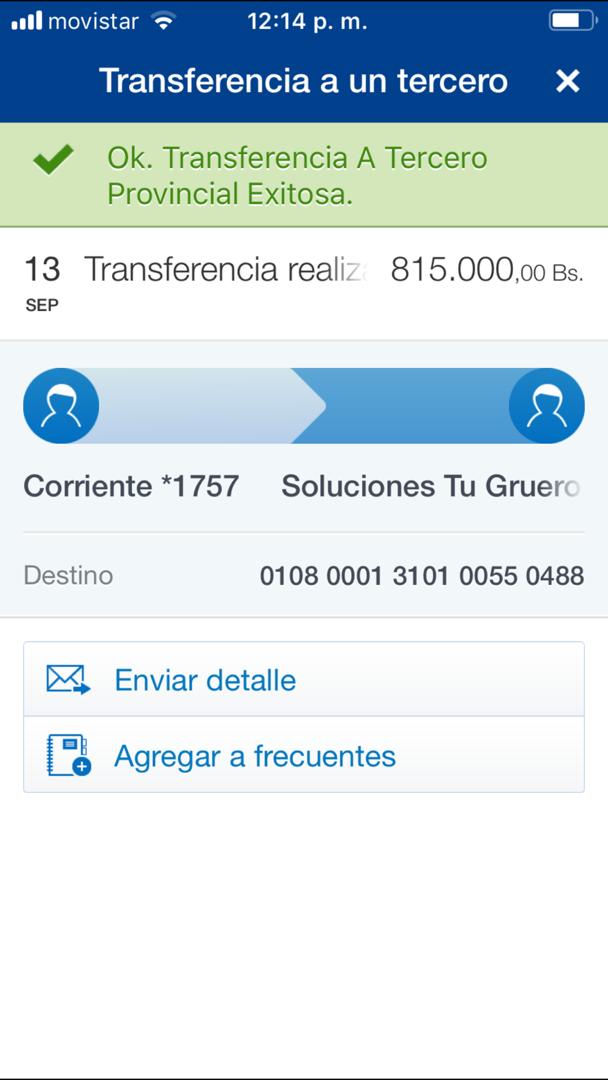 movistar 12:14 p. m.
Transferencia a un tercero
Ok. Transferencia A Tercero
Provincial Exitosa.
13 Transferencia realiz 815.000,00 Bs.
SEP
Corriente *1757 Soluciones Tu Gruero
Destino 0108 0001 3101 0055 0488
Enviar detalle
Agregar a frecuentes